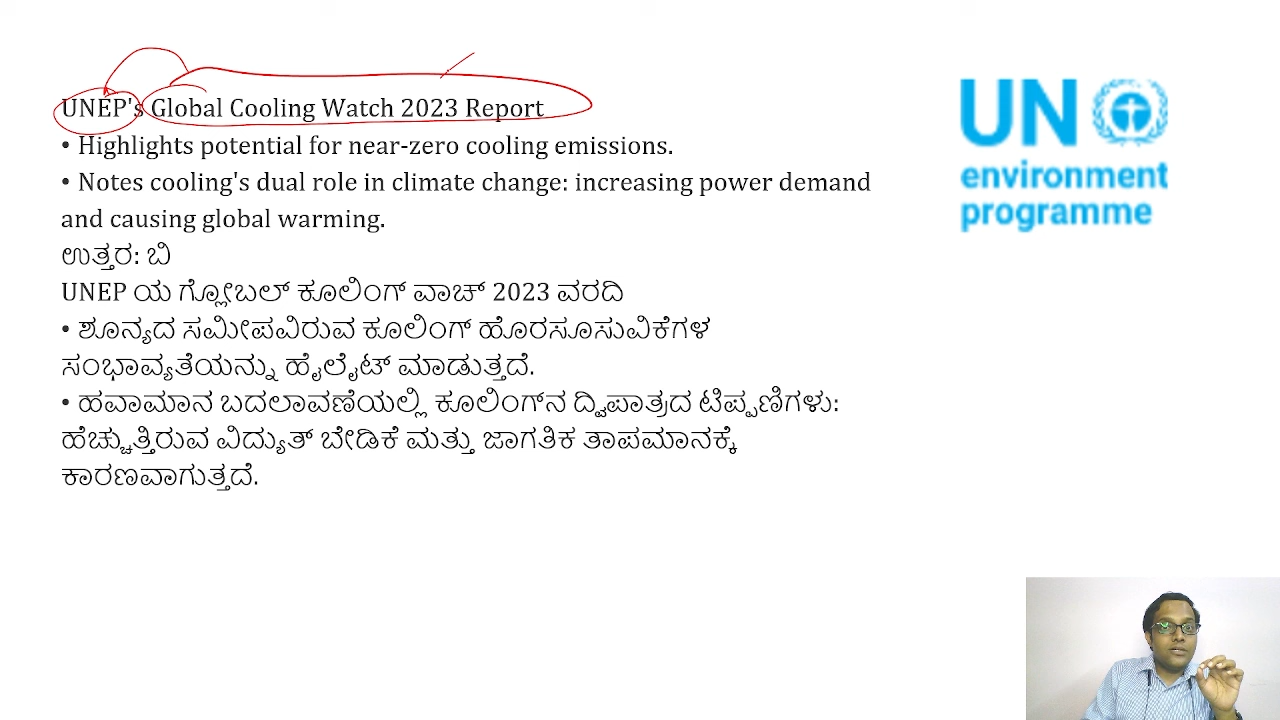 UNEP's Global Cooling Watch 2023 Report
• Highlights potential for near-zero cooling emissions.
• Notes cooling's dual role in climate change: increasing power demand
and causing global warming.
ಉತ್ತರ: ಬಿ
UNEP ಯ ಗ್ಲೋಬಲ್ ಕೂಲಿಂಗ್ ವಾಚ್ 2023 ವರದಿ
• ಶೂನ್ಯದ ಸಮೀಪವಿರುವ ಕೂಲಿಂಗ್ ಹೊರಸೂಸುವಿಕೆಗಳ
ಸಂಭಾವ್ಯತೆಯನ್ನು ಹೈಲೈಟ್ ಮಾಡುತ್ತದೆ.
• ಹವಾಮಾನ ಬದಲಾವಣೆಯಲ್ಲಿ ಕೂಲಿಂಗ್‌ನ ದ್ವಿಪಾತ್ರದ ಟಿಪ್ಪಣಿಗಳು:
ಹೆಚ್ಚುತ್ತಿರುವ ವಿದ್ಯುತ್ ಬೇಡಿಕೆ ಮತ್ತು ಜಾಗತಿಕ ತಾಪಮಾನಕ್ಕೆ
ಕಾರಣವಾಗುತ್ತದೆ.
UN
environment
programme